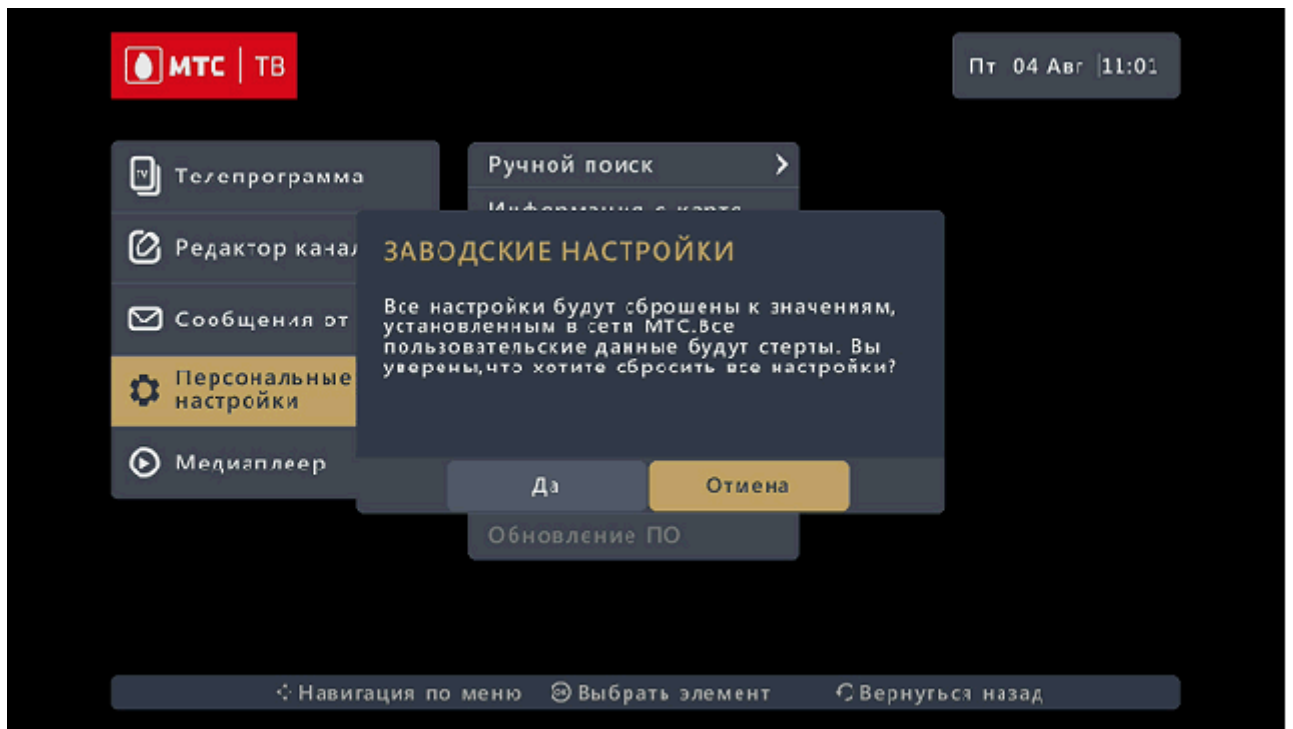 МТС | ТВ
Пт 04 Авг |11:01
Телепрограмма
Редактор канал
Сообщения от
Персональные
настройки
Медиаплеер
Ручной поиск
Информация о карте
ЗАВОДСКИЕ НАСТРОЙКИ
Все настройки будут сброшены к значениям,
установленным в сети МТС.Все
пользовательские данные будут стерты. Вы
уверены,что хотите сбросить все настройки?
Да
Отмена
Обновление ПО
Навигация по меню
Выбрать элемент
Вернуться назад